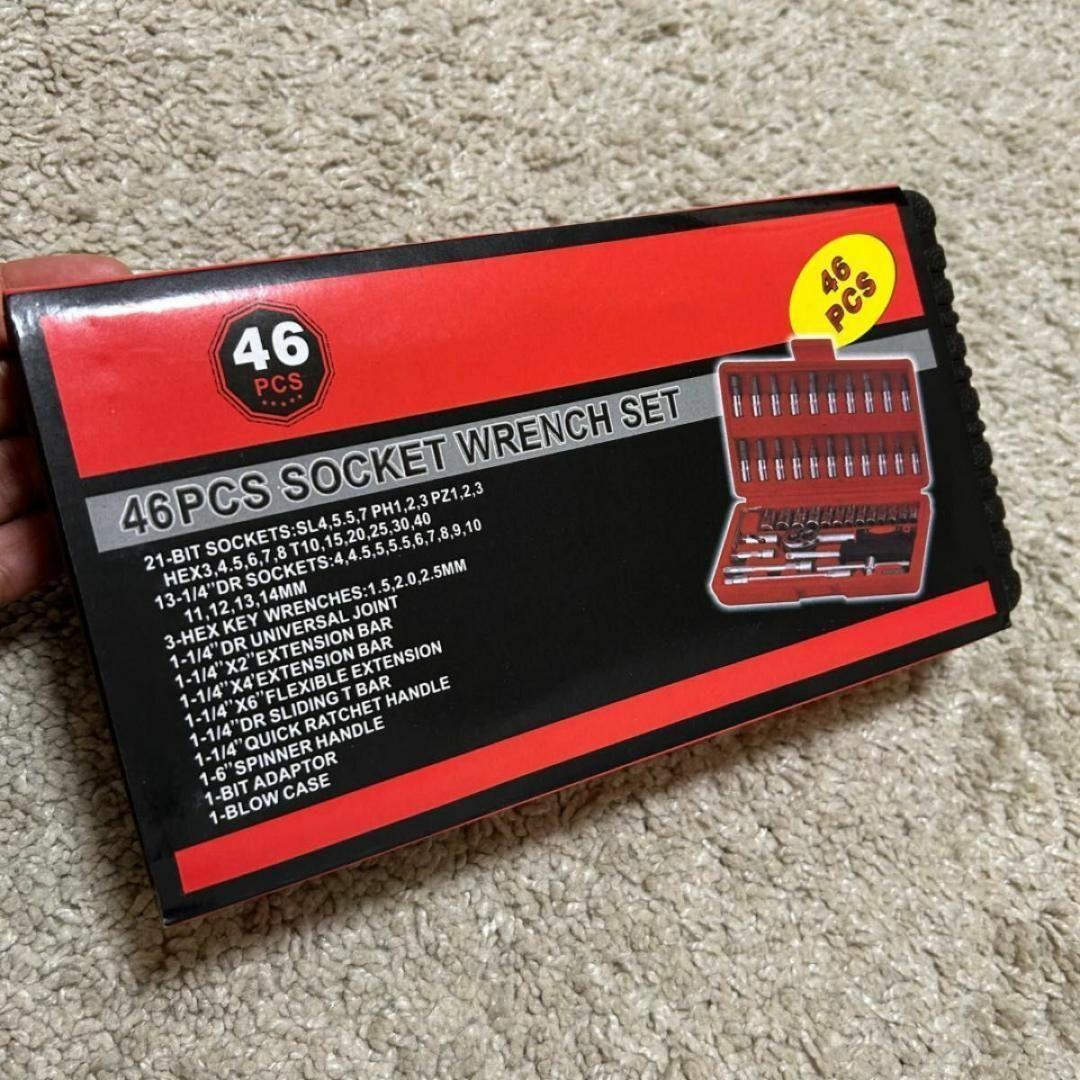 46
PCS
46
PCS
46PCS SOCKET WRENCH SET
21-BIT SOCKETS:SL4,5.5,7 PH1,2,3 PZ1,2,3
HEX3,4,5,6,7,8 T10,15,20,25,30,40
13-1/4"DR SOCKETS:4,4.5,5,5.5,6,7,8,9,10
11,12,13,14MM
3-HEX KEY WRENCHES:1.5,2.0,2.5MM
1-1/4"DR UNIVERSAL JOINT
1-1/4"X2"EXTENSION BAR
1-1/4"X4'EXTENSION BAR
1-1/4"X6"FLEXIBLE EXTENSION
1-1/4"DR SLIDING T BAR
1-1/4"QUICK RATCHET HANDLE
1-6"SPINNER HANDLE
1-BIT ADAPTOR
1-BLOW CASE